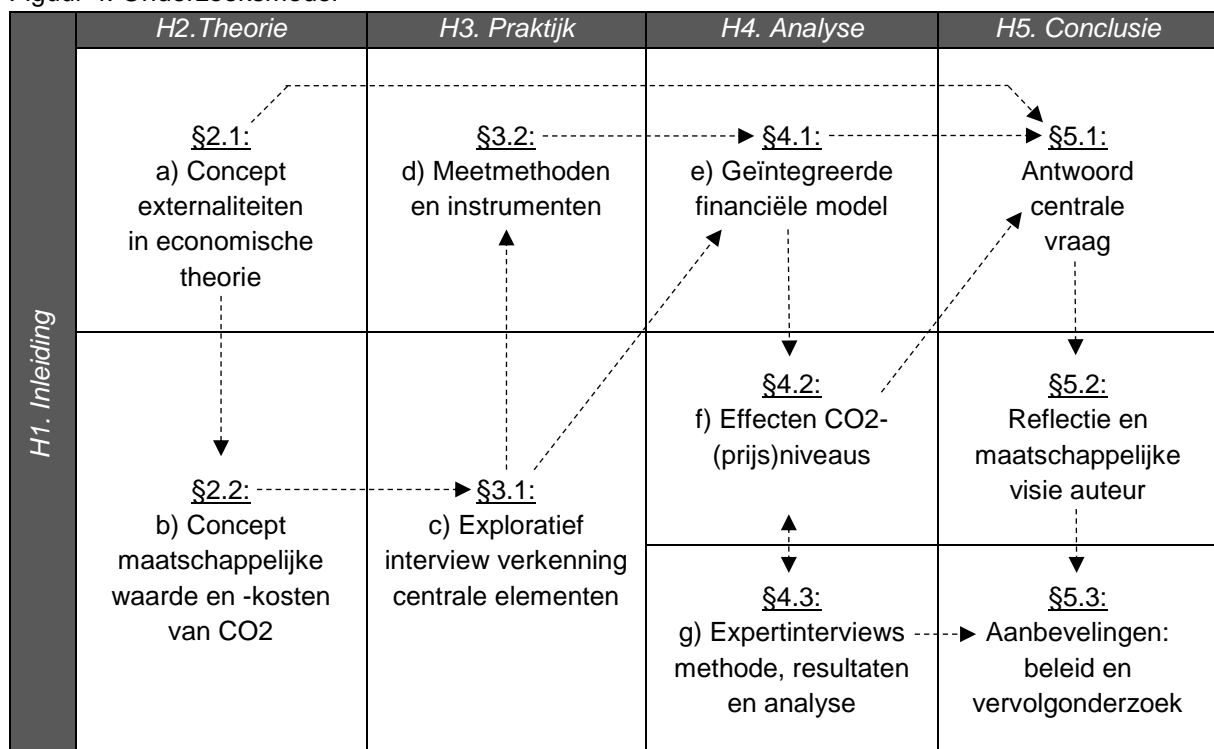 H2.Theorie
H3. Praktijk
H4. Analyse
H5. Conclusie
H1. Inleiding
§2.1:
a) Concept
externaliteiten
in economische
theorie
§3.2:
d) Meetmethoden
en instrumenten
§4.1:
e) Geïntegreerde
financiële model
§5.1:
Antwoord
centrale
vraag
§2.2:
b) Concept
maatschappelijke
waarde en -kosten
van CO2
§3.1:
c) Exploratief
interview verkenning
centrale elementen
§4.2:
f) Effecten CO2-
(prijs)niveaus
§5.2:
Reflectie en
maatschappelijke
visie auteur
§4.3:
g) Expertinterviews
methode, resultaten
en analyse
§5.3:
Aanbevelingen:
beleid en
vervolgonderzoek